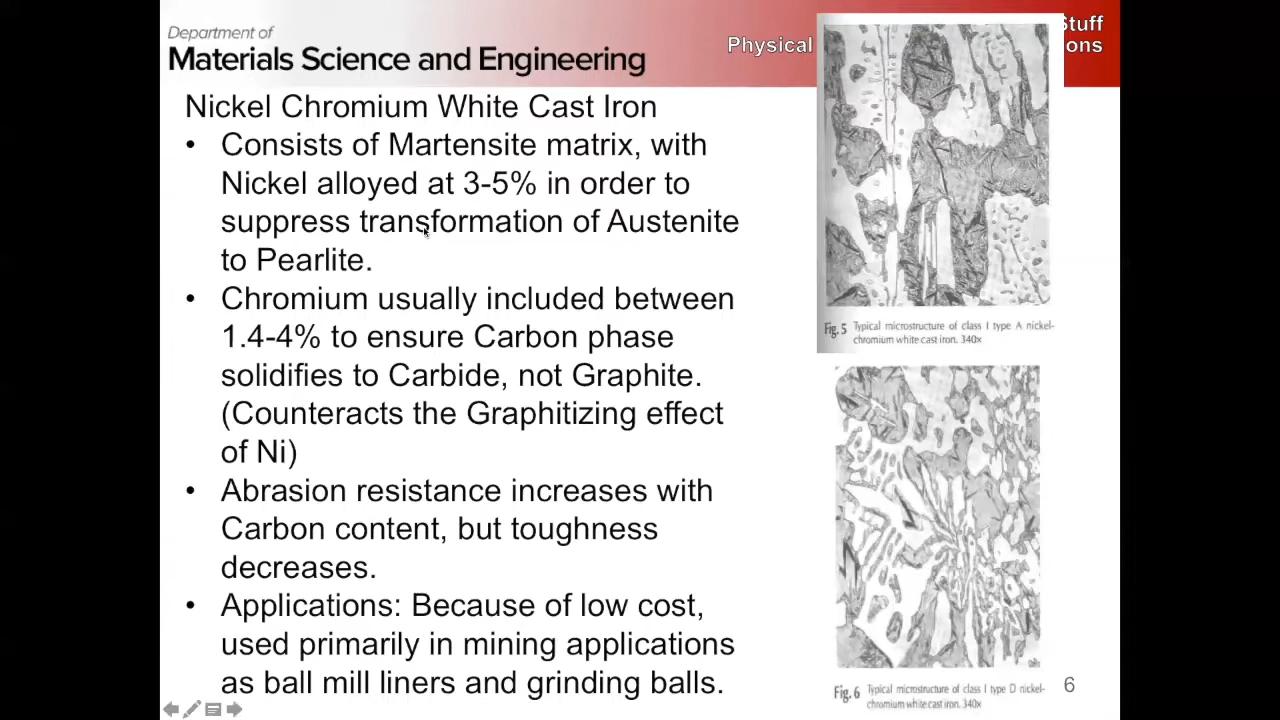 Department of
Materials Science and Engineering
Physical
Stuff
ons
Nickel Chromium White Cast Iron
• Consists of Martensite matrix, with
Nickel alloyed at 3-5% in order to
suppress transformation of Austenite
to Pearlite.
• Chromium usually included between
1.4-4% to ensure Carbon phase
solidifies to Carbide, not Graphite.
(Counteracts the Graphitizing effect
of Ni)
• Abrasion resistance increases with
Carbon content, but toughness
decreases.
• Applications: Because of low cost,
used primarily in mining applications
as ball mill liners and grinding balls.
Fig. 5 Typical microstructure of class I type A nickel-
chromium white cast iron. 340x
Fig. 6 Typical microstructure of class I type D nickel-
chromium white cast iron. 340x
6